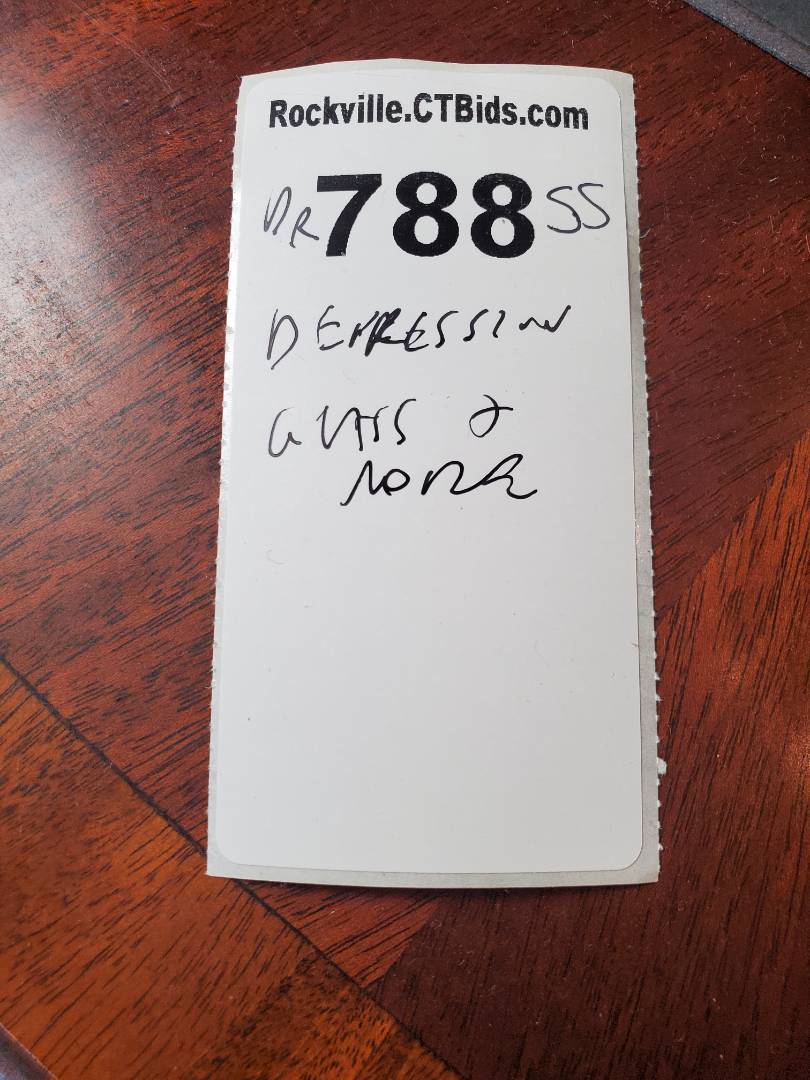 Rockville.CTBids.com
DR 788 SS
DEPRESSION
GLASS &
MORE